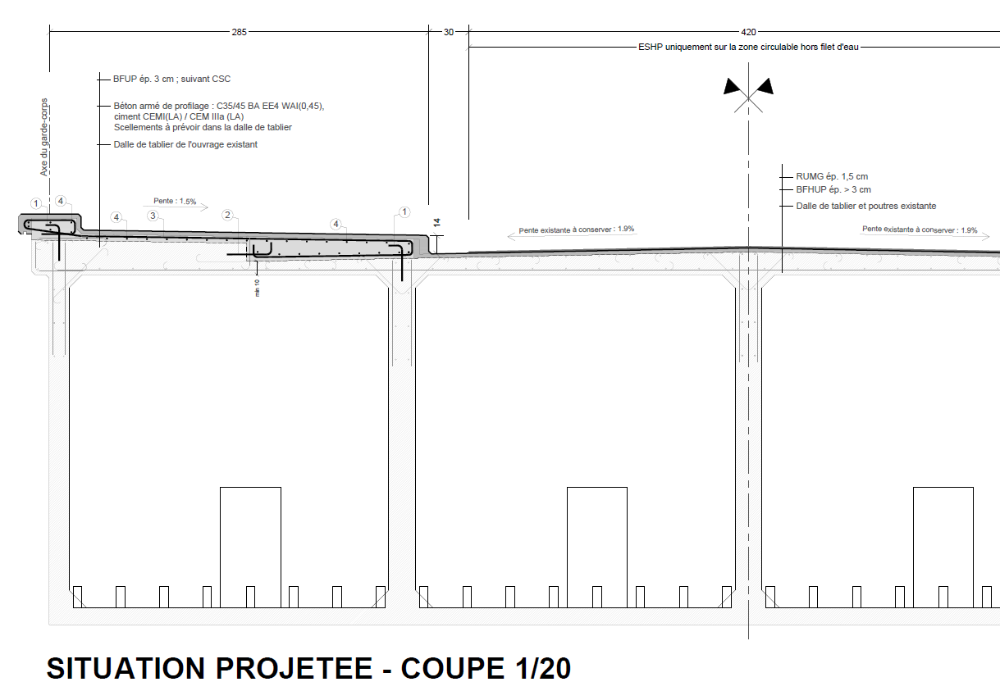 285
30
420
ESHP uniquement sur la zone circulable hors filet d'eau
BFUP ép. 3 cm ; suivant CSC
Béton armé de profilage : C35/45 BA EE4 WAI(0,45),
ciment CEMI(LA) / CEM IIIa (LA)
Scellements à prévoir dans la dalle de tablier
Dalle de tablier de l'ouvrage existant
Axe du garde-corps
RUMG ép. 1,5 cm
BFHUP ép. > 3 cm
Dalle de tablier et poutres existante
1
4
Pente : 1.5%
4
3
2
4
1
14
Pente existante à conserver : 1.9%
Pente existante à conserver : 1.9%
min 10
SITUATION PROJETEE - COUPE 1/20